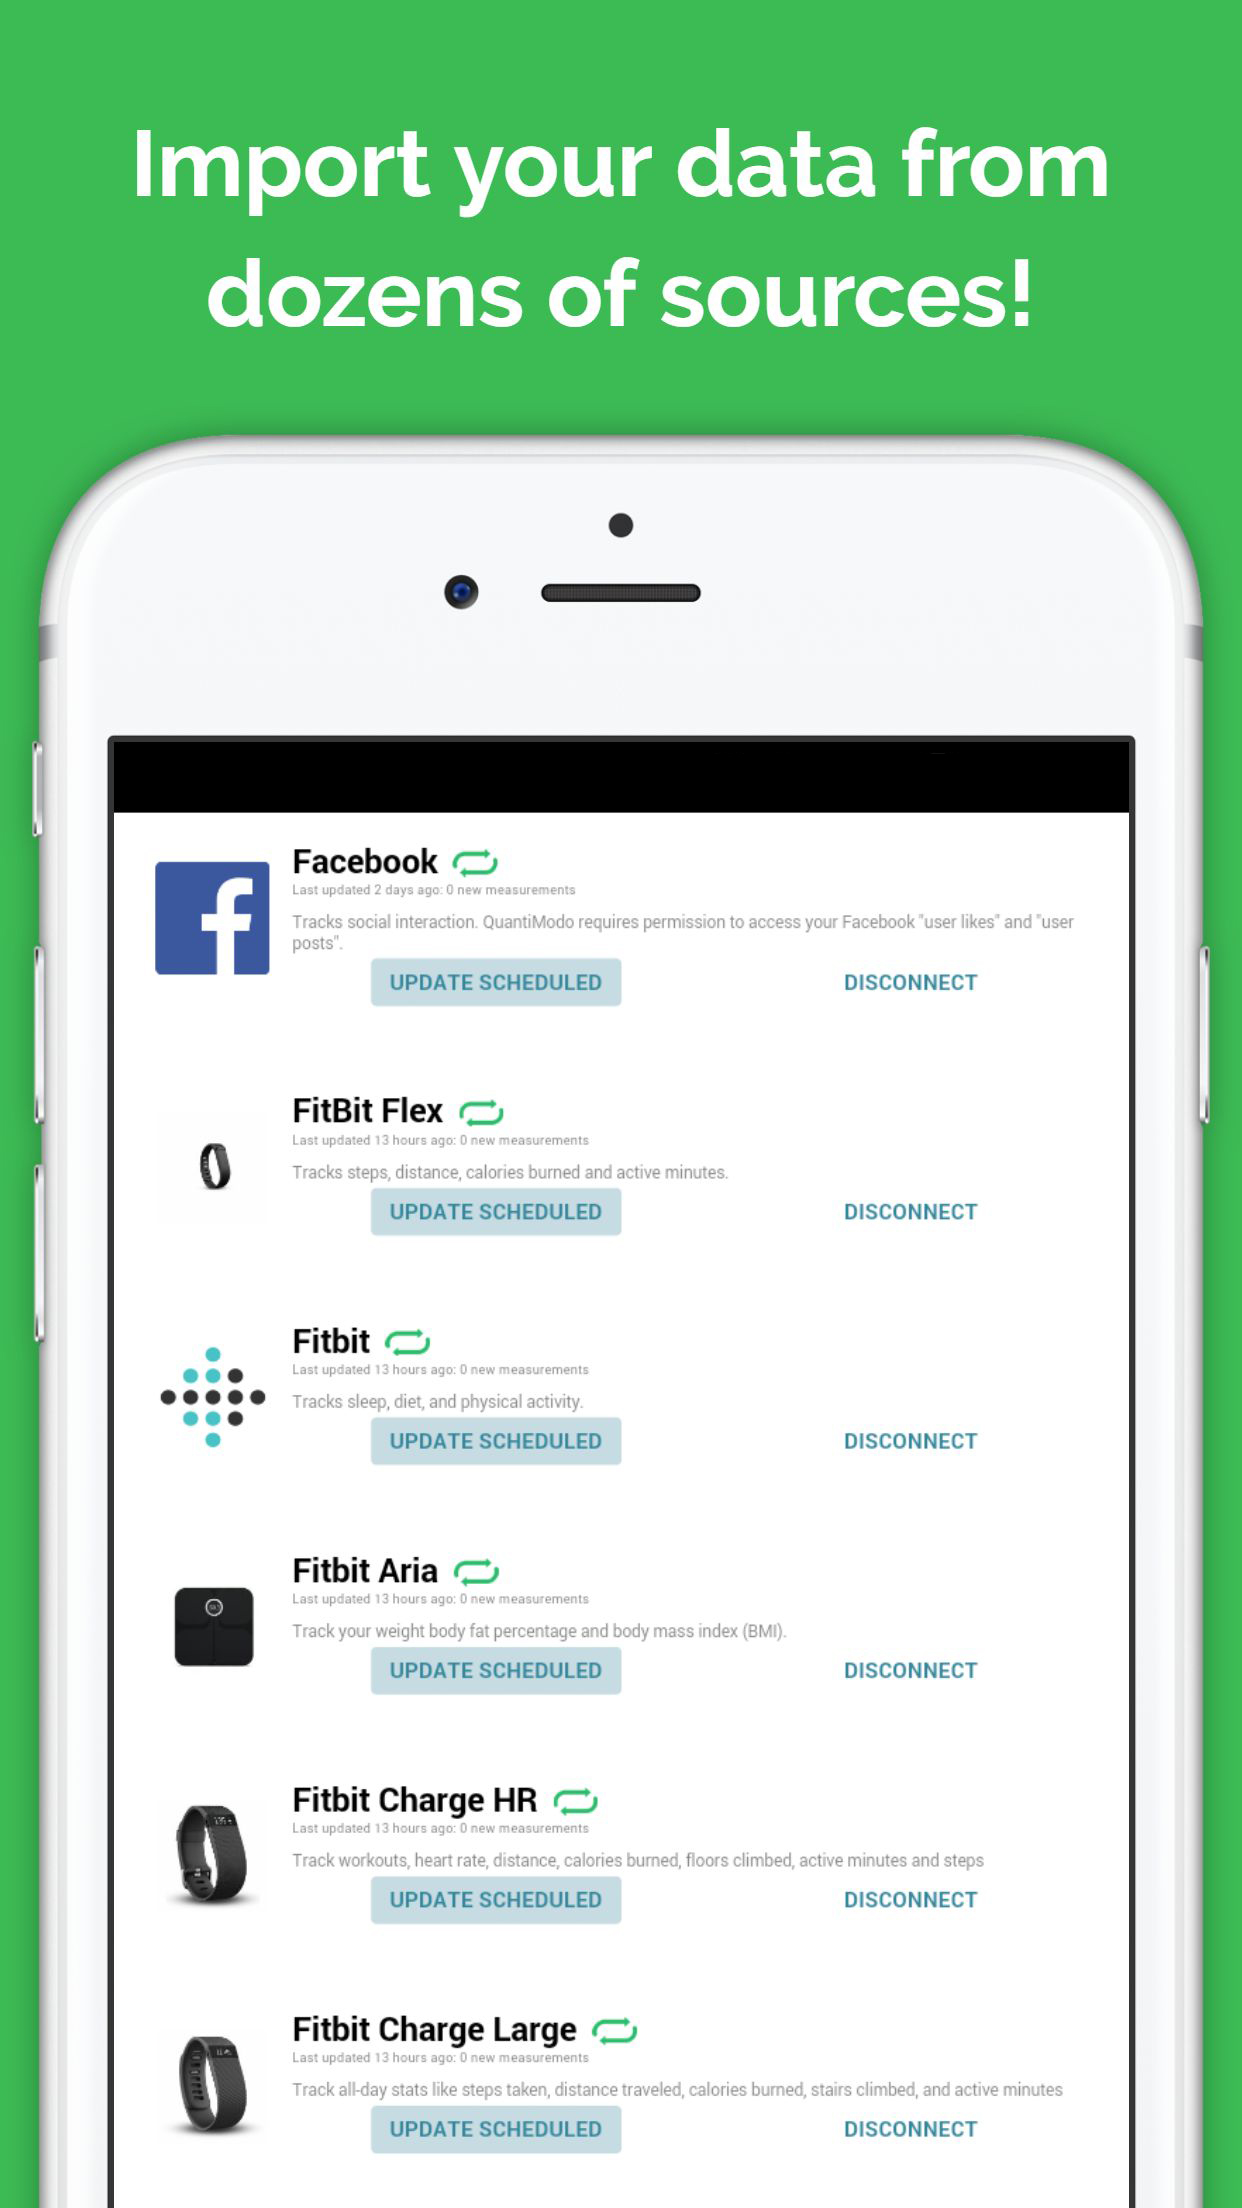 Import your data from
dozens of sources!
Facebook
Last updated 2 days ago: 0 new measurements
Tracks social interaction. QuantiModo requires permission to access your Facebook "user likes" and "user
posts".
UPDATE SCHEDULED DISCONNECT
FitBit Flex
Last updated 13 hours ago: 0 new measurements
Tracks steps, distance, calories burned and active minutes.
UPDATE SCHEDULED DISCONNECT
Fitbit
Last updated 13 hours ago: 0 new measurements
Tracks sleep, diet, and physical activity.
UPDATE SCHEDULED DISCONNECT
Fitbit Aria
Last updated 13 hours ago: 0 new measurements
Track your weight body fat percentage and body mass index (BMI).
UPDATE SCHEDULED DISCONNECT
Fitbit Charge HR
Last updated 13 hours ago: 0 new measurements
Track workouts, heart rate, distance, calories burned, floors climbed, active minutes and steps
UPDATE SCHEDULED DISCONNECT
Fitbit Charge Large
Last updated 13 hours ago: 0 new measurements
Track all-day stats like steps taken, distance traveled, calories burned, stairs climbed, and active minutes
UPDATE SCHEDULED DISCONNECT